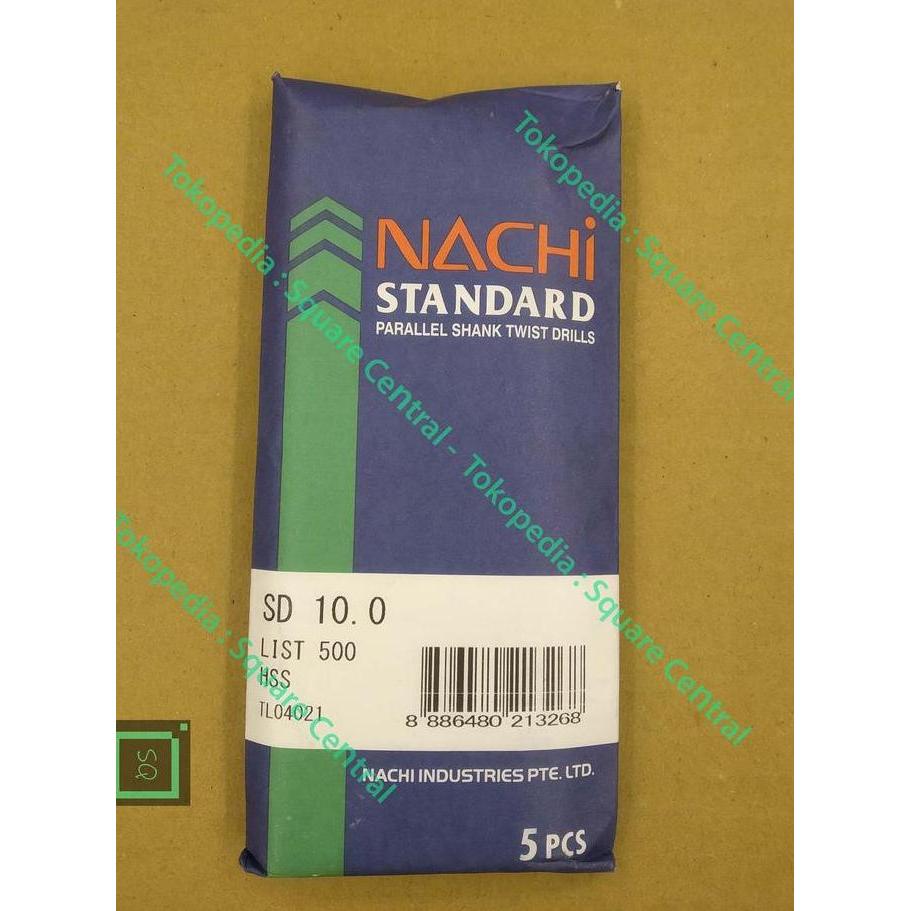 NACHi
STANDARD
PARALLEL SHANK TWIST DRILLS
SD 10.0
LIST 500
HSS
TL04021
8 886480 213268
NACHI INDUSTRIES PTE. LTD.
5 PCS
Tokopedia : Square Central - Tokopedia : Square Central
Tokopedia : Square Central
Tokopedia : Square Central
SQ